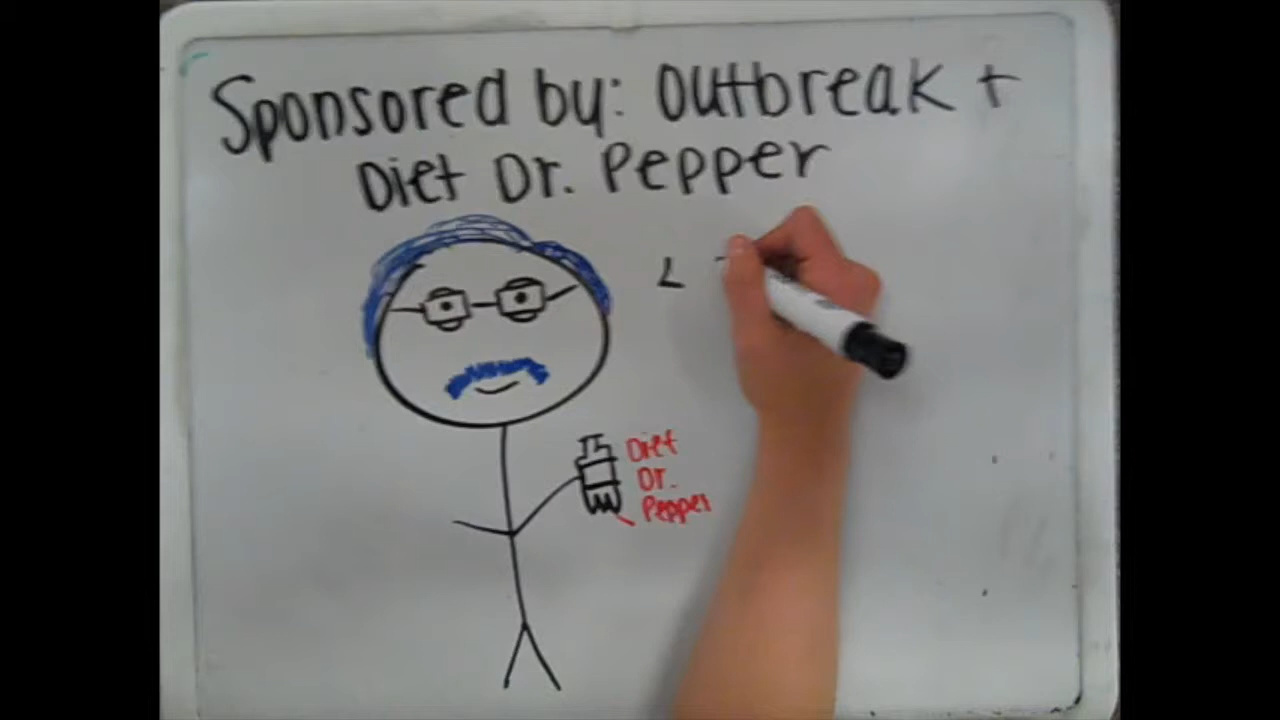 Sponsored by: Outbreak +
Diet Dr. Pepper
Diet
Dr.
Pepper